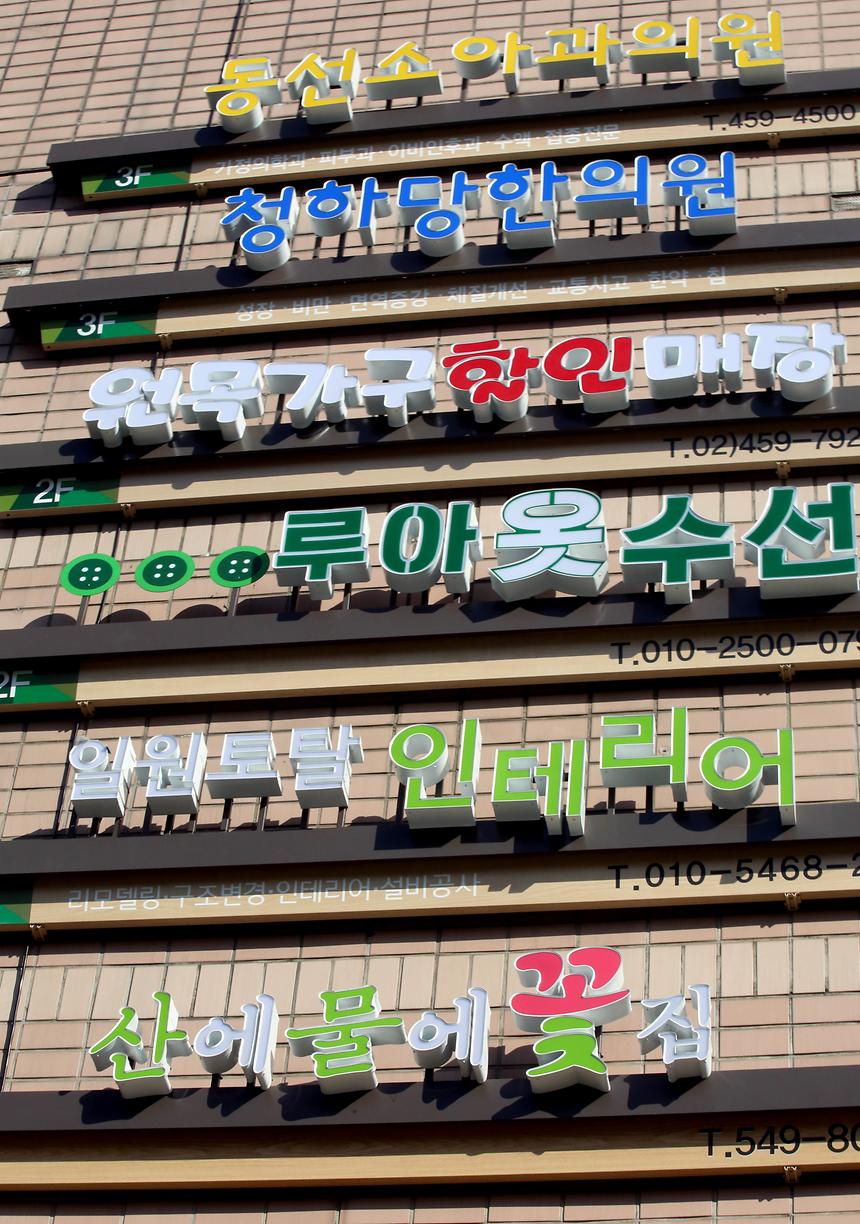 동선소아과의원
T.459-4500
3F 가정의학과·피부과·이비인후과·수액·접종전문
청하당한의원
3F 성장·비만·면역증강·체질개선·교통사고·한약·침
원목가구할인매장
T.02)459-792
2F
루아옷수선
T.010-2500-079
2F
일원토탈 인테리어
T.010-5468-2
리모델링·구조변경·인테리어·설비공사
산에물에꽃집
T.549-80